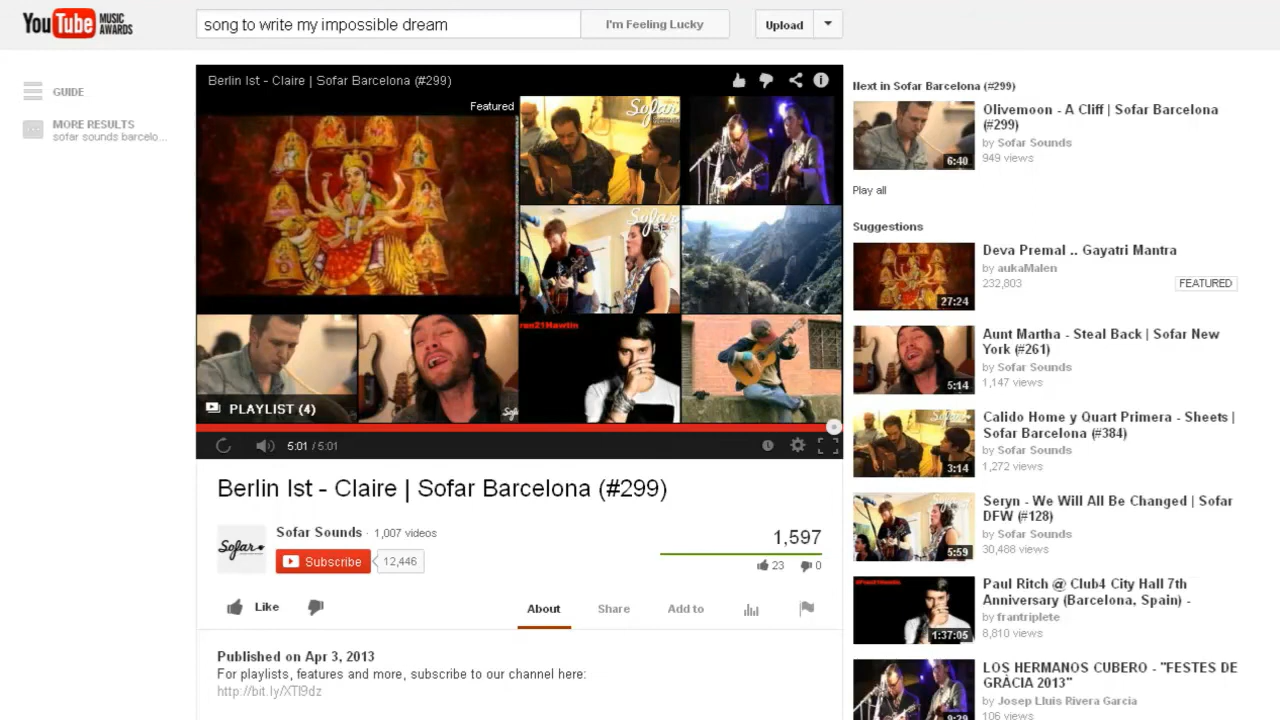 YouTube MUSIC AWARDS
song to write my impossible dream
I'm Feeling Lucky
Upload
GUIDE
MORE RESULTS
sofar sounds barcelo...
Berlin Ist - Claire | Sofar Barcelona (#299)
Featured
Sofar
Sofar
PLAYLIST (4)
5:01 / 5:01
Berlin Ist - Claire | Sofar Barcelona (#299)
Sofar
Sofar Sounds · 1,007 videos
Subscribe
12,446
1,597
23
0
Like
About
Share
Add to
Published on Apr 3, 2013
For playlists, features and more, subscribe to our channel here:
http://bit.ly/XTl9dz
Next in Sofar Barcelona (#299)
Olivemoon - A Cliff | Sofar Barcelona
(#299)
by Sofar Sounds
949 views
6:40
Play all
Suggestions
Deva Premal .. Gayatri Mantra
by aukaMalen
232,803
FEATURED
27:24
Aunt Martha - Steal Back | Sofar New
York (#261)
by Sofar Sounds
1,147 views
5:14
Calido Home y Quart Primera - Sheets |
Sofar Barcelona (#384)
by Sofar Sounds
1,272 views
3:14
Seryn - We Will All Be Changed | Sofar
DFW (#128)
by Sofar Sounds
30,488 views
5:59
Paul Ritch @ Club4 City Hall 7th
Anniversary (Barcelona, Spain) -
by frantriplete
8,810 views
1:37:05
LOS HERMANOS CUBERO - "FESTES DE
GRÀCIA 2013"
by Josep Lluis Rivera Garcia
106 views
9:29